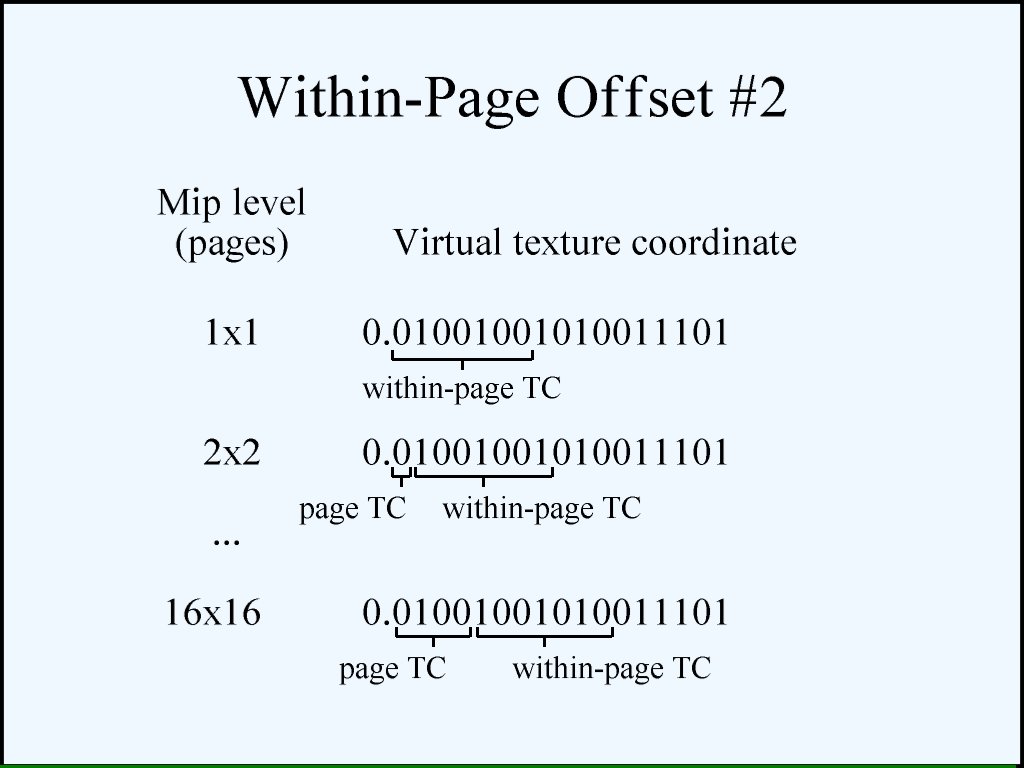 Within-Page Offset #2
Mip level
(pages)
Virtual texture coordinate
1x1 0.01001001010011101
within-page TC
2x2 0.01001001010011101
page TC within-page TC
...
16x16 0.01001001010011101
page TC within-page TC